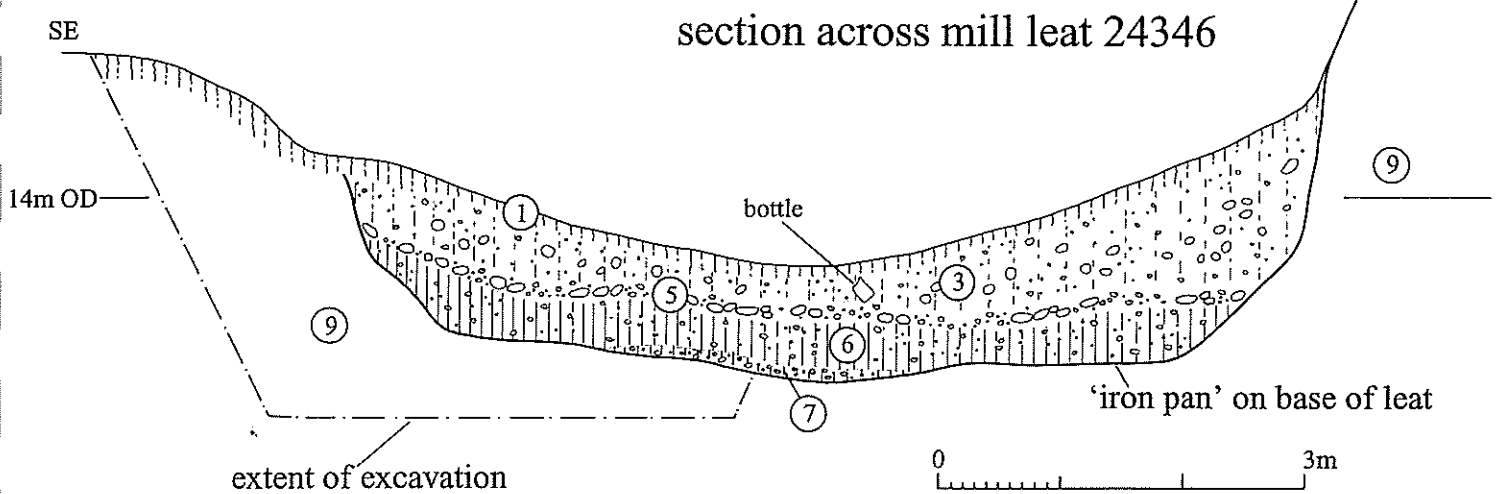 section across mill leat 24346
SE
14m OD
9
1
bottle
5
3
9
6
7
'iron pan' on base of leat
extent of excavation
0 3m